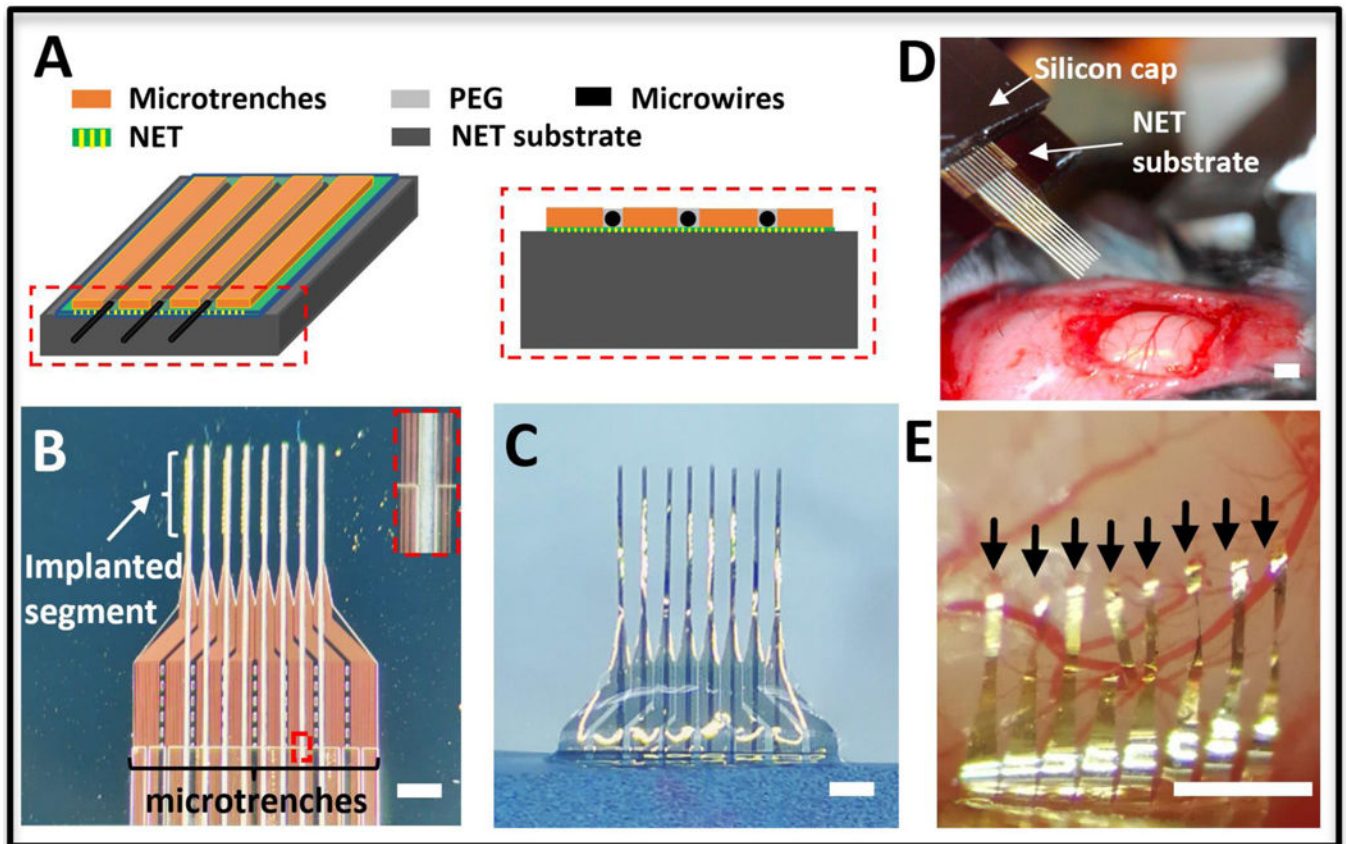 A
Microtrenches
PEG
Microwires
NET
NET substrate
B
Implanted
segment
microtrenches
C
D
Silicon cap
NET
substrate
E